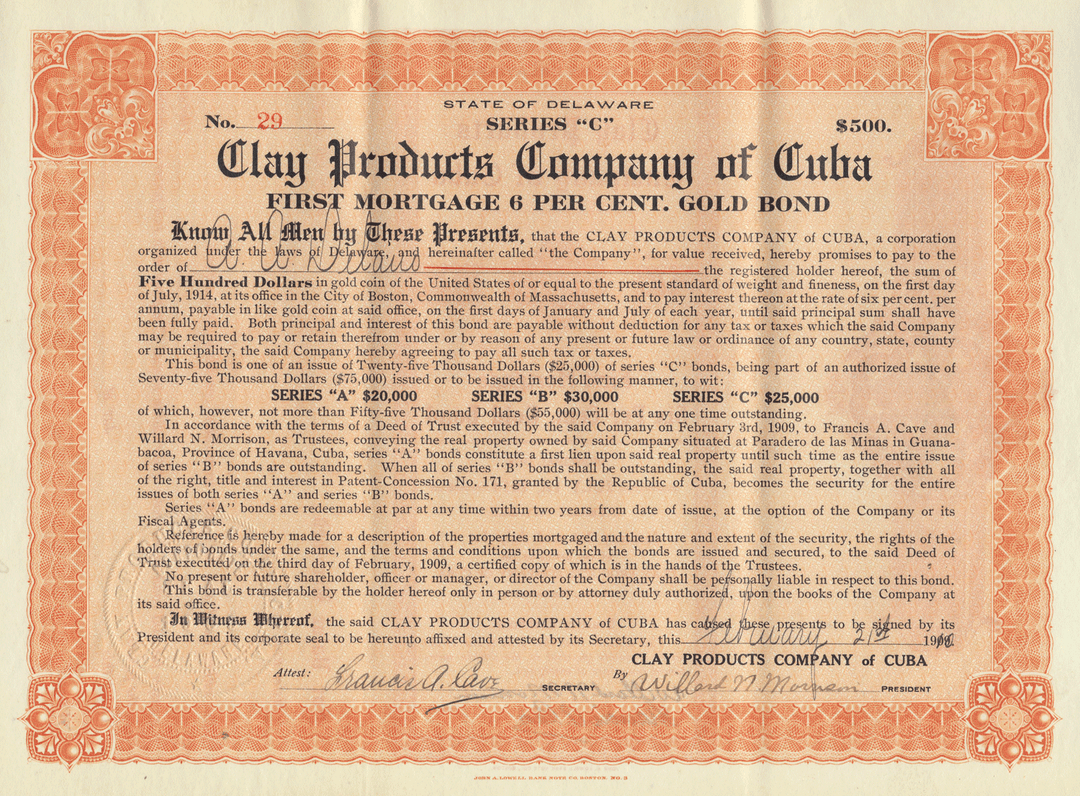 STATE OF DELAWARE
No. 29 SERIES "C" $500.
Clay Products Company of Cuba
FIRST MORTGAGE 6 PER CENT. GOLD BOND
Know All Men by These Presents, that the CLAY PRODUCTS COMPANY of CUBA, a corporation
organized under the laws of Delaware, and hereinafter called "the Company", for value received, hereby promises to pay to the
order of A. A. Delano the registered holder hereof, the sum of
Five Hundred Dollars in gold coin of the United States of or equal to the present standard of weight and fineness, on the first day
of July, 1914, at its office in the City of Boston, Commonwealth of Massachusetts, and to pay interest thereon at the rate of six per cent. per
annum, payable in like gold coin at said office, on the first days of January and July of each year, until said principal sum shall have
been fully paid. Both principal and interest of this bond are payable without deduction for any tax or taxes which the said Company
may be required to pay or retain therefrom under or by reason of any present or future law or ordinance of any country, state, county
or municipality, the said Company hereby agreeing to pay all such tax or taxes.
This bond is one of an issue of Twenty-five Thousand Dollars ($25,000) of series "C" bonds, being part of an authorized issue of
Seventy-five Thousand Dollars ($75,000) issued or to be issued in the following manner, to wit:
SERIES "A" $20,000 SERIES "B" $30,000 SERIES "C" $25,000
of which, however, not more than Fifty-five Thousand Dollars ($55,000) will be at any one time outstanding.
In accordance with the terms of a Deed of Trust executed by the said Company on February 3rd, 1909, to Francis A. Cave and
Willard N. Morrison, as Trustees, conveying the real property owned by said Company situated at Paradero de las Minas in Guana-
bacoa, Province of Havana, Cuba, series "A" bonds constitute a first lien upon said real property until such time as the entire issue
of series "B" bonds are outstanding. When all of series "B" bonds shall be outstanding, the said real property, together with all
of the right, title and interest in Patent-Concession No. 171, granted by the Republic of Cuba, becomes the security for the entire
issues of both series "A" and series "B" bonds.
Series "A" bonds are redeemable at par at any time within two years from date of issue, at the option of the Company or its
Fiscal Agents.
Reference is hereby made for a description of the properties mortgaged and the nature and extent of the security, the rights of the
holders of bonds under the same, and the terms and conditions upon which the bonds are issued and secured, to the said Deed of
Trust executed on the third day of February, 1909, a certified copy of which is in the hands of the Trustees.
No present or future shareholder, officer or manager, or director of the Company shall be personally liable in respect to this bond.
This bond is transferable by the holder hereof only in person or by attorney duly authorized, upon the books of the Company at
its said office.
In Witness Whereof, the said CLAY PRODUCTS COMPANY of CUBA has caused these presents to be signed by its
President and its corporate seal to be hereunto affixed and attested by its Secretary, this February 21st
CLAY PRODUCTS COMPANY of CUBA
Attest: Francis A. Cave SECRETARY By Willard N Morrison PRESIDENT
JOHN A. LOWELL BANK NOTE CO. BOSTON. NO. 3